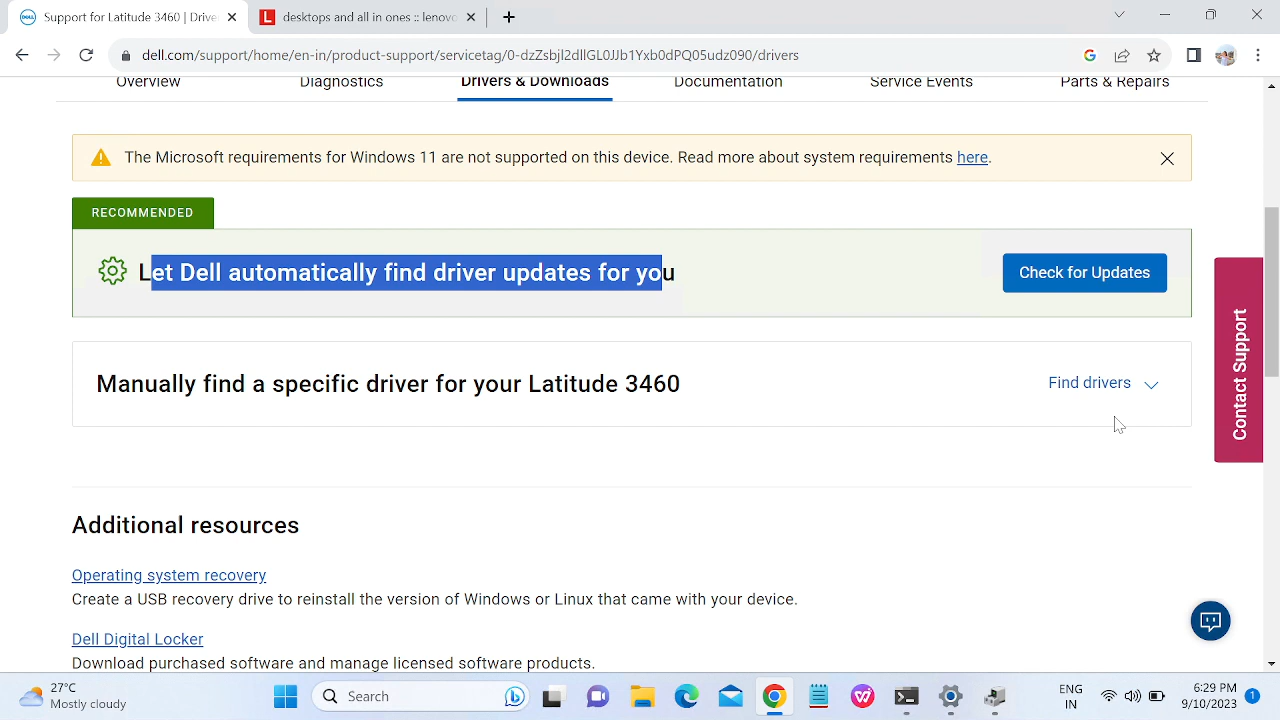 Support for Latitude 3460 | Drive
desktops and all in ones :: lenovo
dell.com/support/home/en-in/product-support/servicetag/0-dzZsbjl2dllGL0JJb1Yxb0dPQ05udz090/drivers
Overview
Diagnostics
Drivers & Downloads
Documentation
Service Events
Parts & Repairs
The Microsoft requirements for Windows 11 are not supported on this device. Read more about system requirements here.
RECOMMENDED
Let Dell automatically find driver updates for you
Check for Updates
Manually find a specific driver for your Latitude 3460
Find drivers
Contact Support
Additional resources
Operating system recovery
Create a USB recovery drive to reinstall the version of Windows or Linux that came with your device.
Dell Digital Locker
Download purchased software and manage licensed software products.
27°C
Mostly cloudy
Search
ENG
IN
6:29 PM
9/10/2023
1